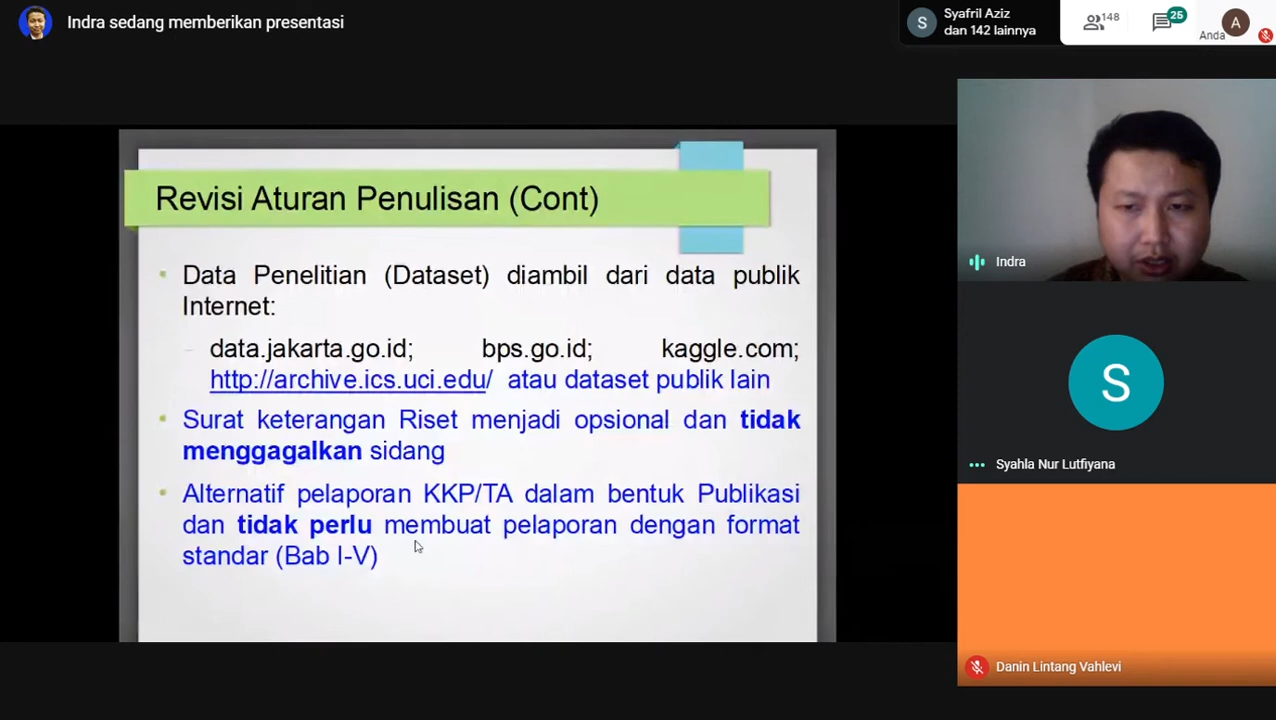 Indra sedang memberikan presentasi
S
Syafril Aziz
dan 142 lainnya
148
25
Anda
A
Revisi Aturan Penulisan (Cont)
Data Penelitian (Dataset) diambil dari data publik
Internet:
data.jakarta.go.id; bps.go.id; kaggle.com;
http://archive.ics.uci.edu/ atau dataset publik lain
Surat keterangan Riset menjadi opsional dan tidak
menggagalkan sidang
Alternatif pelaporan KKP/TA dalam bentuk Publikasi
dan tidak perlu membuat pelaporan dengan format
standar (Bab I-V)
Indra
S
Syahla Nur Lutfiyana
Danin Lintang Vahlevi